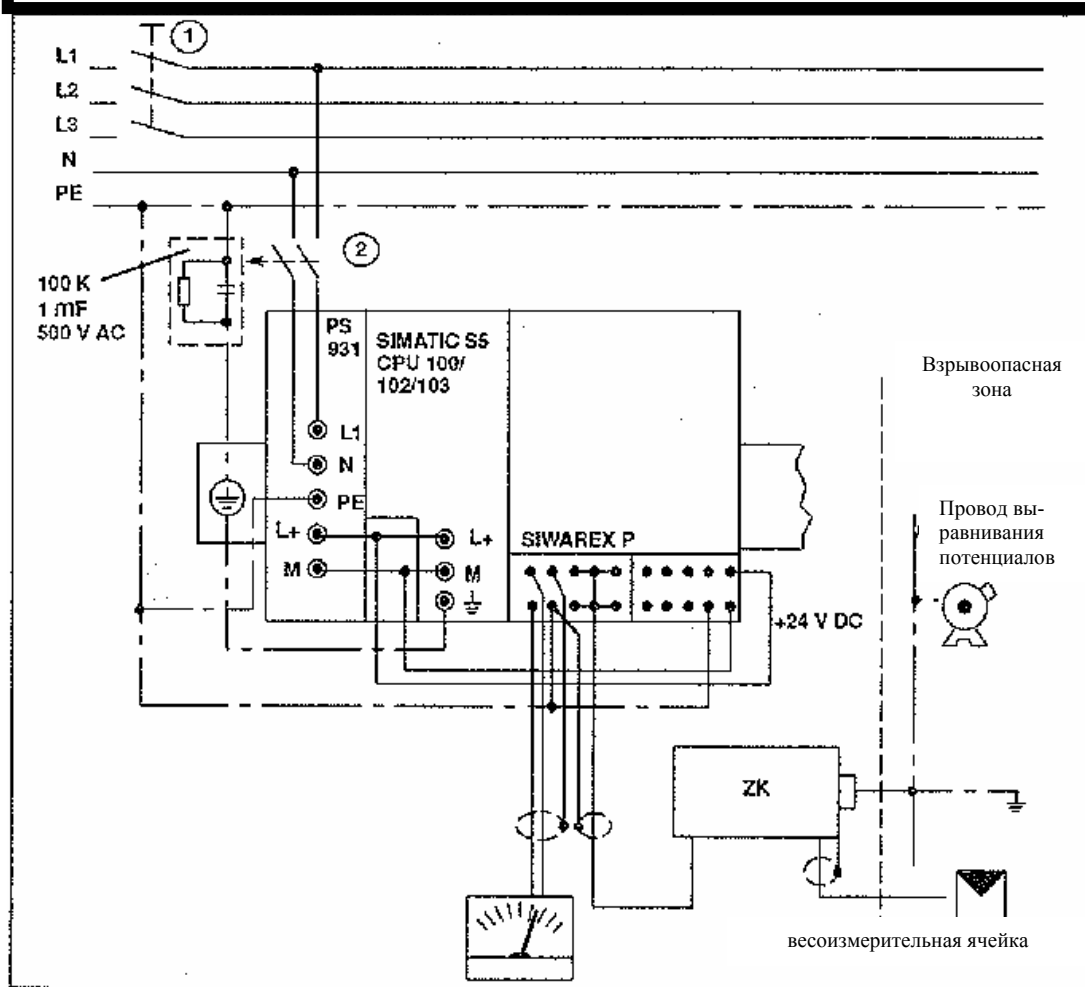 1
L1
L2
L3
N
PE
2
100 K
1 mF
500 V AC
PS
931
SIMATIC S5
CPU 100/
102/103
Взрывоопасная
зона
L1
N
PE
L+
M
L+
M
SIWAREX P
Провод вы-
равнивания
потенциалов
+24 V DC
ZK
весоизмерительная ячейка